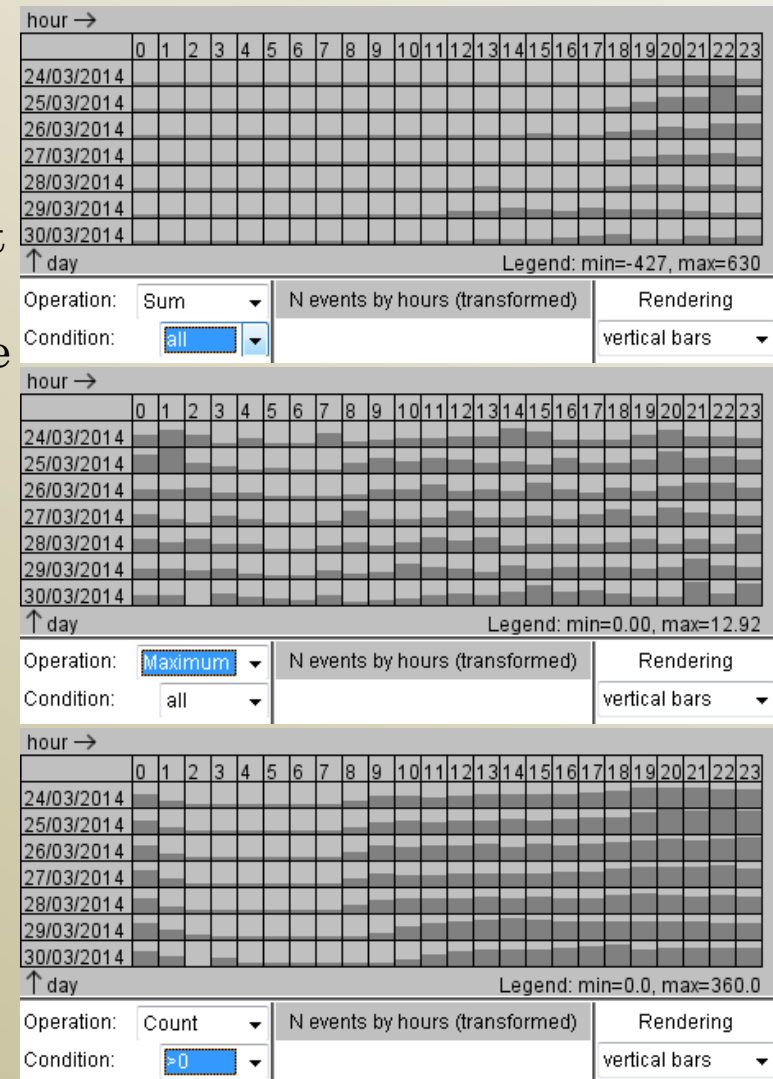 hour →
0 1 2 3 4 5 6 7 8 9 10 11 12 13 14 15 16 17 18 19 20 21 22 23
24/03/2014
25/03/2014
26/03/2014
27/03/2014
28/03/2014
29/03/2014
t
30/03/2014
↑ day Legend: min=-427, max=630
Operation: Sum N events by hours (transformed) Rendering
e
Condition: all vertical bars
hour →
0 1 2 3 4 5 6 7 8 9 10 11 12 13 14 15 16 17 18 19 20 21 22 23
24/03/2014
25/03/2014
26/03/2014
27/03/2014
28/03/2014
29/03/2014
30/03/2014
↑ day Legend: min=0.00, max=12.92
Operation: Maximum N events by hours (transformed) Rendering
Condition: all vertical bars
hour →
0 1 2 3 4 5 6 7 8 9 10 11 12 13 14 15 16 17 18 19 20 21 22 23
24/03/2014
25/03/2014
26/03/2014
27/03/2014
28/03/2014
29/03/2014
30/03/2014
↑ day Legend: min=0.0, max=360.0
Operation: Count N events by hours (transformed) Rendering
Condition: >0 vertical bars